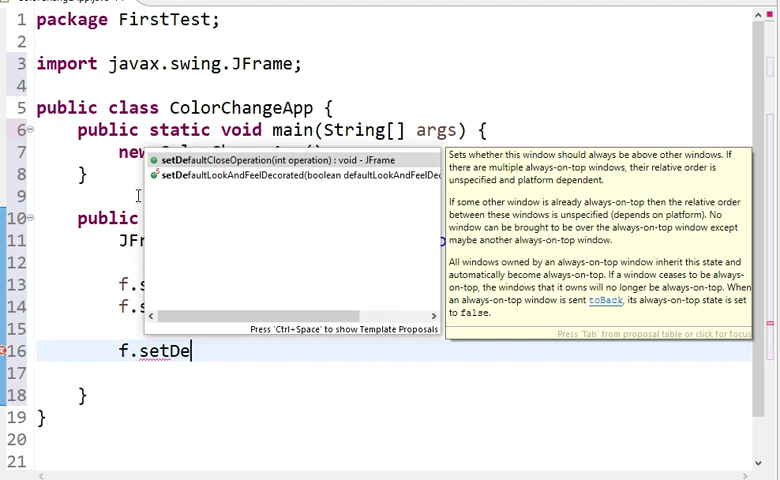 1 package FirstTest;
2
3 import javax.swing.JFrame;
4
5 public class ColorChangeApp {
6 public static void main(String[] args) {
7 new
8 }
9
10 public
11
12
13 f.s
14 f.s
15
16 f.setDe
17
18 }
19 }
20
21
setDefaultCloseOperation(int operation) : void - JFrame
setDefaultLookAndFeelDecorated(boolean defaultLookAndFeelDec
Press 'Ctrl+Space' to show Template Proposals
Sets whether this window should always be above other windows. If
there are multiple always-on-top windows, their relative order is
unspecified and platform dependent.
If some other window is already always-on-top then the relative order
between these windows is unspecified (depends on platform). No
window can be brought to be over the always-on-top window except
maybe another always-on-top window.
All windows owned by an always-on-top window inherit this state and
automatically become always-on-top. If a window ceases to be always-
on-top, the windows that it owns will no longer be always-on-top. When
an always-on-top window is sent toBack, its always-on-top state is set
to false.
Press 'Tab' from proposal table or click for focus